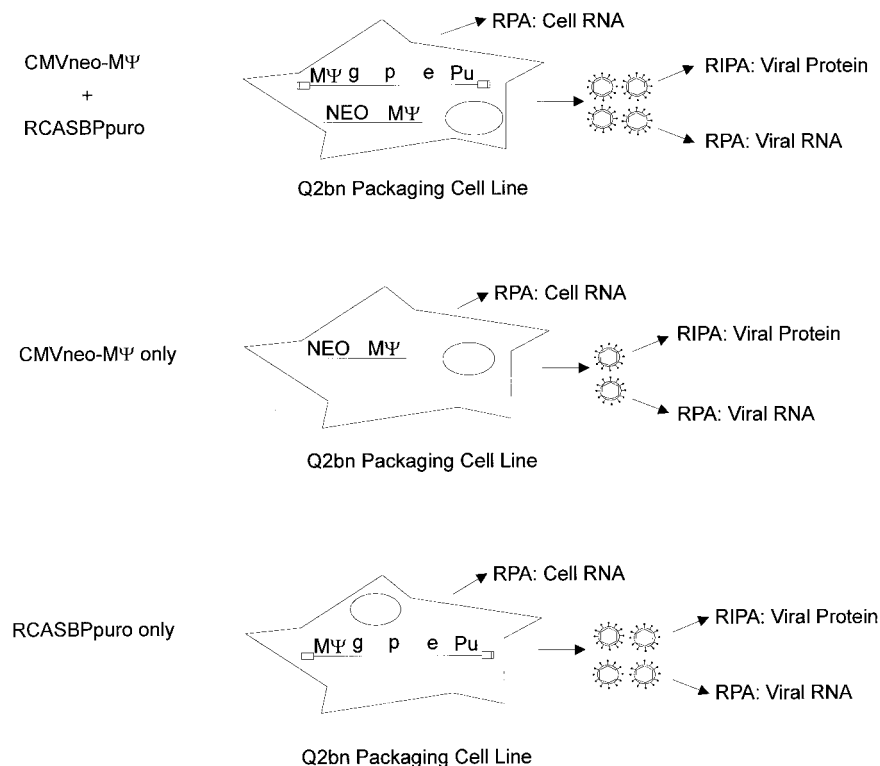 RPA: Cell RNA
CMVneo-MΨ
+
RCASBPpuro
MΨ g p e Pu
NEO MΨ
RIPA: Viral Protein
RPA: Viral RNA
Q2bn Packaging Cell Line
RPA: Cell RNA
CMVneo-MΨ only
NEO MΨ
RIPA: Viral Protein
RPA: Viral RNA
Q2bn Packaging Cell Line
RPA: Cell RNA
RCASBPpuro only
MΨ g p e Pu
RIPA: Viral Protein
RPA: Viral RNA
Q2bn Packaging Cell Line